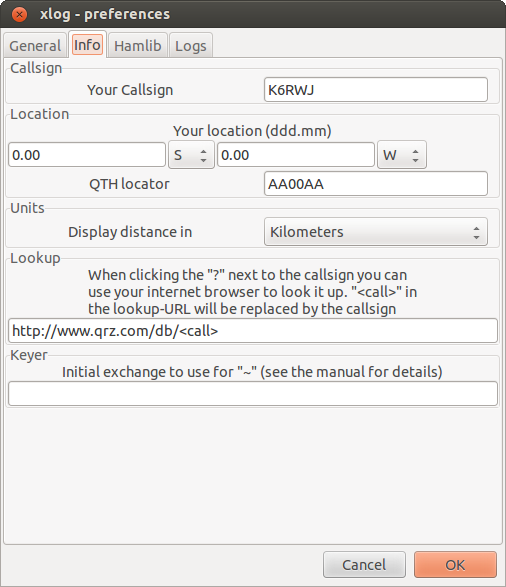 xlog - preferences
General Info Hamlib Logs
Callsign
Your Callsign K6RWJ
Location
Your location (ddd.mm)
0.00 S 0.00 W
QTH locator AA00AA
Units
Display distance in Kilometers
Lookup
When clicking the "?" next to the callsign you can
use your internet browser to look it up. "<call>" in
the lookup-URL will be replaced by the callsign
http://www.qrz.com/db/<call>
Keyer
Initial exchange to use for "~" (see the manual for details)
Cancel OK